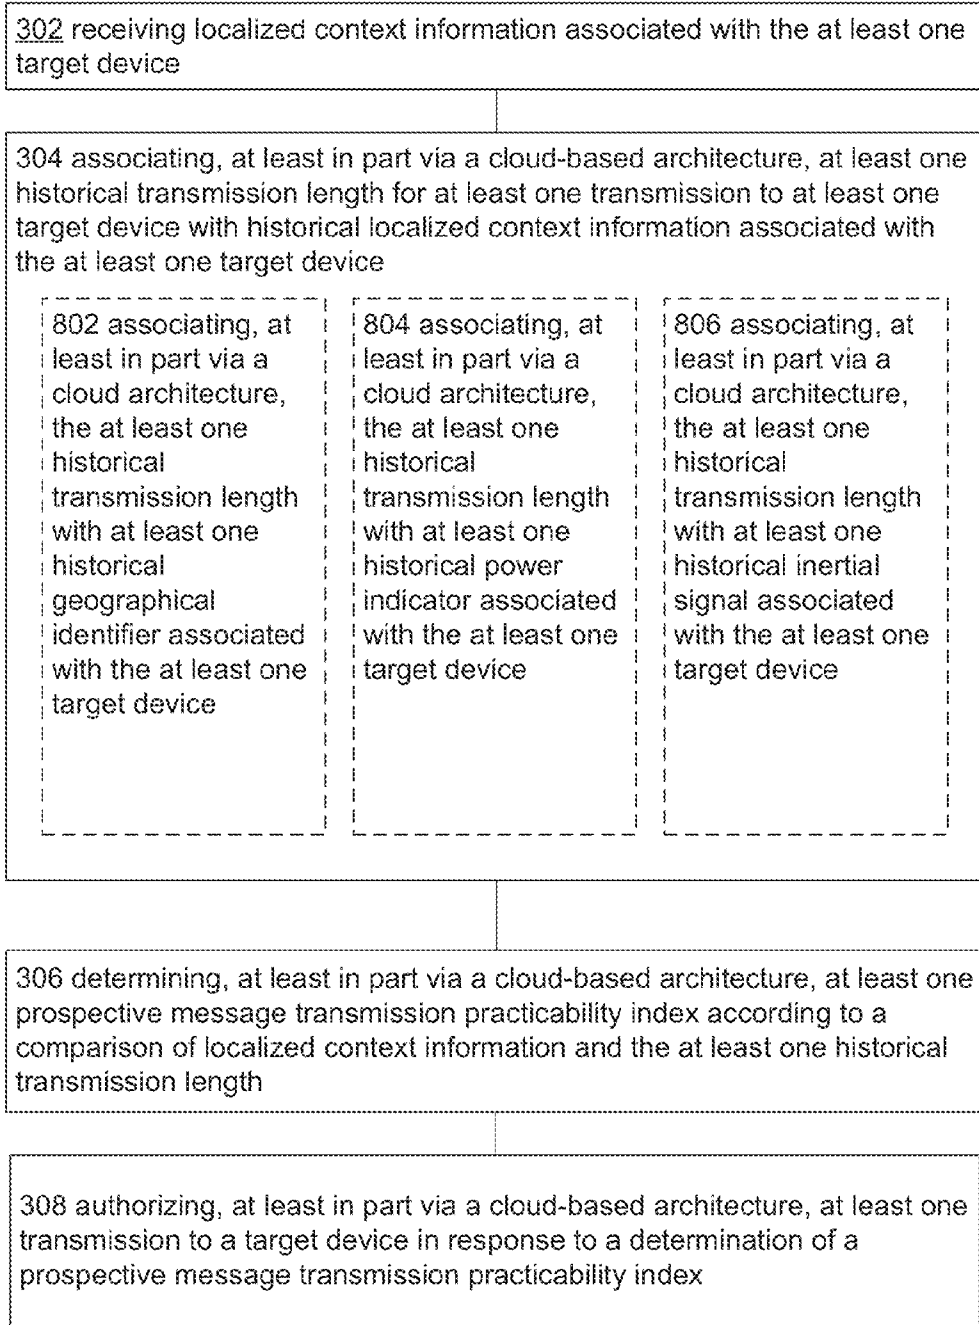 302 receiving localized context information associated with the at least one
target device
304 associating, at least in part via a cloud-based architecture, at least one
historical transmission length for at least one transmission to at least one
target device with historical localized context information associated with
the at least one target device
802 associating, at
least in part via a
cloud architecture,
the at least one
historical
transmission length
with at least one
historical
geographical
identifier associated
with the at least one
target device
804 associating, at
least in part via a
cloud architecture,
the at least one
historical
transmission length
with at least one
historical power
indicator associated
with the at least one
target device
806 associating, at
least in part via a
cloud architecture,
the at least one
historical
transmission length
with at least one
historical inertial
signal associated
with the at least one
target device
306 determining, at least in part via a cloud-based architecture, at least one
prospective message transmission practicability index according to a
comparison of localized context information and the at least one historical
transmission length
308 authorizing, at least in part via a cloud-based architecture, at least one
transmission to a target device in response to a determination of a
prospective message transmission practicability index